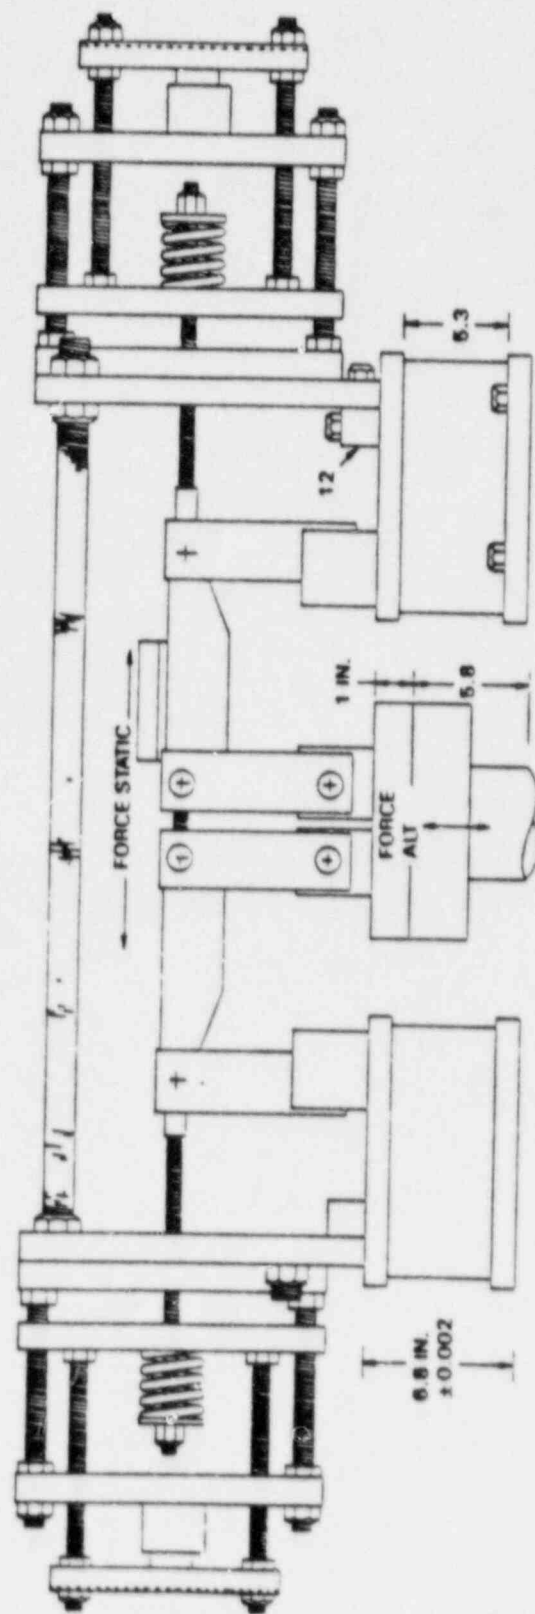 FORCE STATIC
FORCE
ALT
6.8 IN.
±0.002
1 IN.
5.8
12
5.3